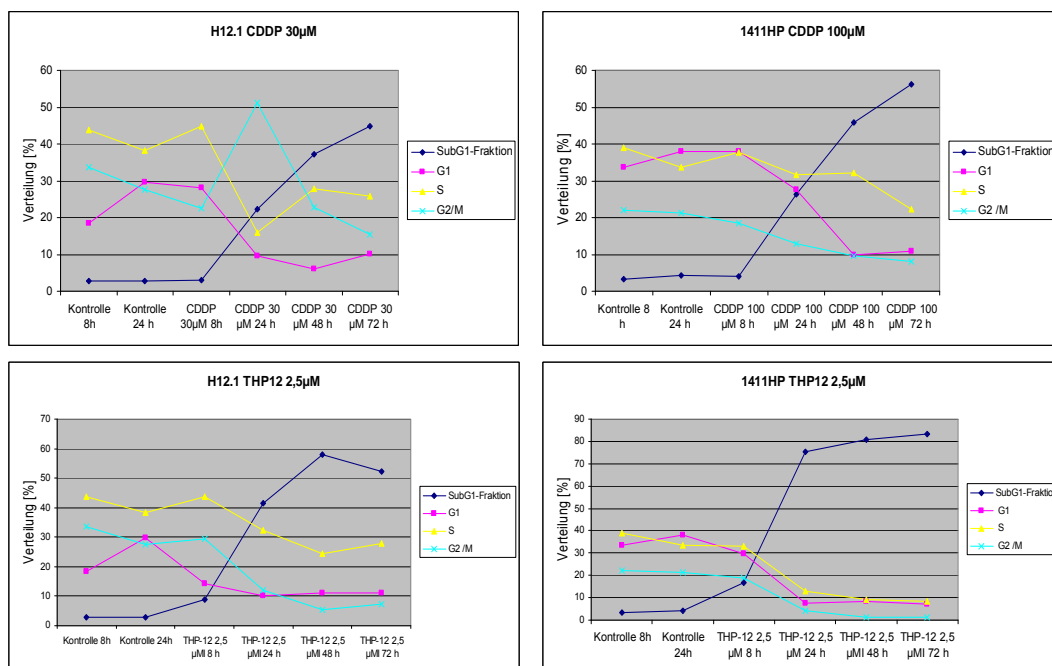 H12.1 CDDP 30µM
60
50
40
30
20
10
0
Verteilung [%]
Kontrolle 8h
Kontrolle 24 h
CDDP 30µM 8h
CDDP 30 µM 24 h
CDDP 30 µM 48 h
CDDP 30 µM 72 h
SubG1-Fraktion
G1
S
G2 /M
1411HP CDDP 100µM
60
50
40
30
20
10
0
Verteilung [%]
Kontrolle 8 h
Kontrolle 24 h
CDDP 100 µM 8 h
CDDP 100 µM 24 h
CDDP 100 µM 48 h
CDDP 100 µM 72 h
SubG1-Fraktion
G1
S
G2 /M
H12.1 THP12 2,5µM
70
60
50
40
30
20
10
0
Verteilung [%]
Kontrolle 8h
Kontrolle 24h
THP-12 2,5 µMl 8 h
THP-12 2,5 µMl 24 h
THP-12 2,5 µMl 48 h
THP-12 2,5 µMl 72 h
SubG1-Fraktion
G1
S
G2 /M
1411HP THP12 2,5µM
90
80
70
60
50
40
30
20
10
0
Verteilung [%]
Kontrolle 8h
Kontrolle 24h
THP-12 2,5 µM 8 h
THP-12 2,5 µM 24 h
THP-12 2,5 µMl 48 h
THP-12 2,5 µMl 72 h
SubG1-Fraktion
G1
S
G2 /M